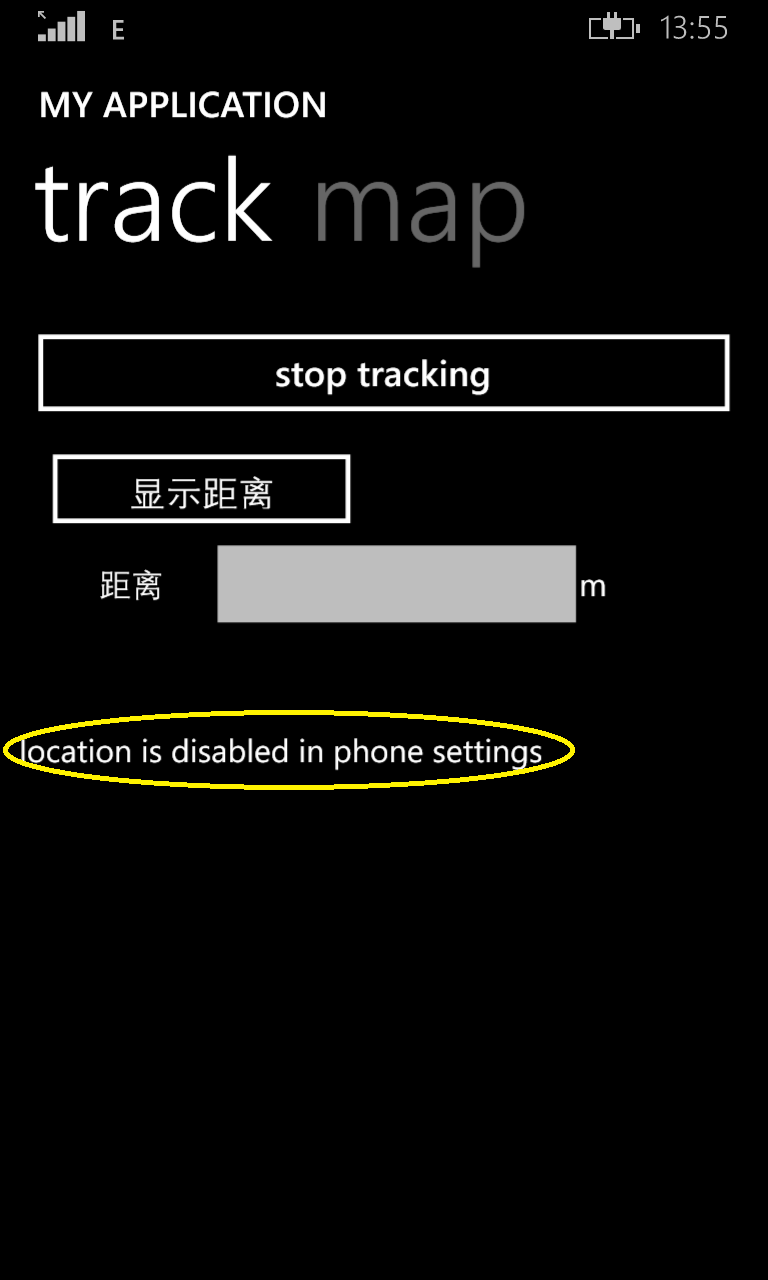 E 13:55
MY APPLICATION
track map
stop tracking
显示距离
距离 m
location is disabled in phone settings